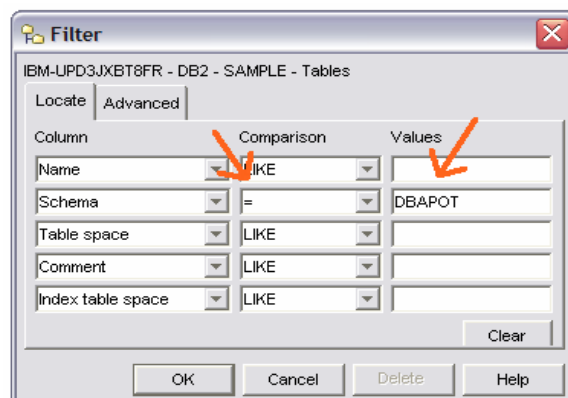 Filter
IBM-UPD3JXBT8FR - DB2 - SAMPLE - Tables
Locate Advanced
Column Comparison Values
Name LIKE
Schema = DBAPOT
Table space LIKE
Comment LIKE
Index table space LIKE
Clear
OK Cancel Delete Help